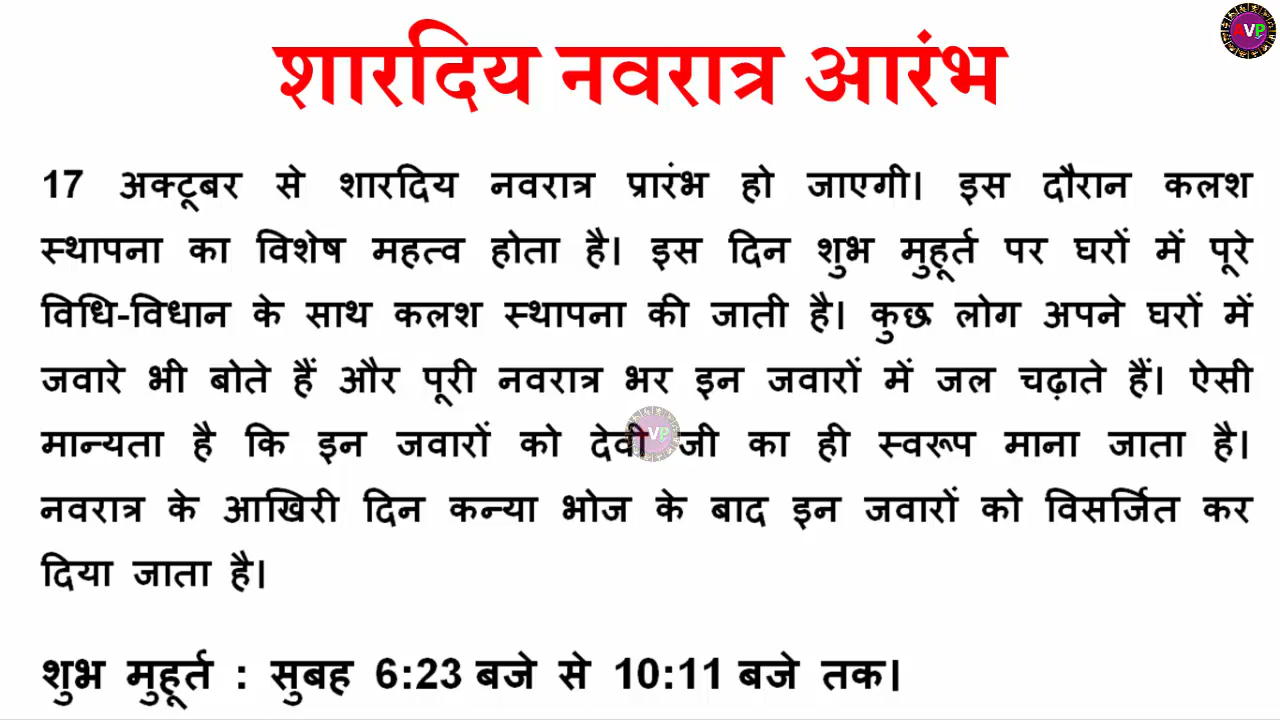 AVP
शारदिय नवरात्र आरंभ
17 अक्टूबर से शारदिय नवरात्र प्रारंभ हो जाएगी। इस दौरान कलश
स्थापना का विशेष महत्व होता है। इस दिन शुभ मुहूर्त पर घरों में पूरे
विधि-विधान के साथ कलश स्थापना की जाती है। कुछ लोग अपने घरों में
जवारे भी बोते हैं और पूरी नवरात्र भर इन जवारों में जल चढ़ाते हैं। ऐसी
मान्यता है कि इन जवारों को देवी जी का ही स्वरूप माना जाता है।
नवरात्र के आखिरी दिन कन्या भोज के बाद इन जवारों को विसर्जित कर
दिया जाता है।
शुभ मुहूर्त : सुबह 6:23 बजे से 10:11 बजे तक।